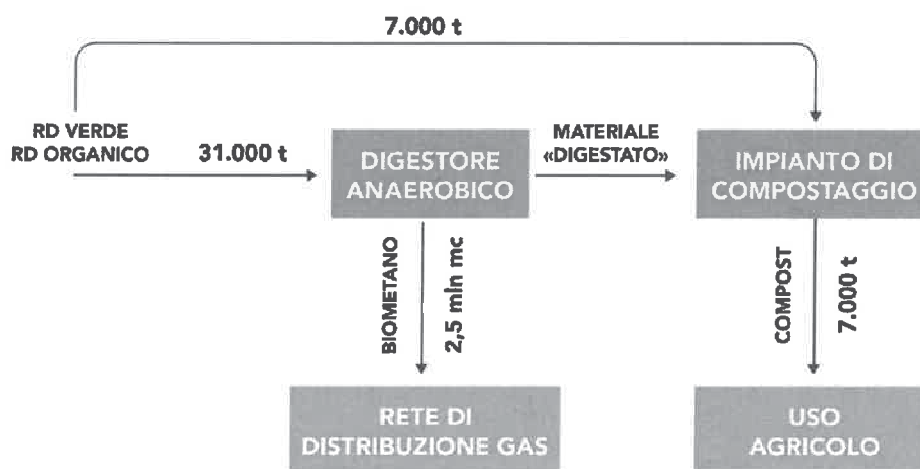 7.000 t
RD VERDE
RD ORGANICO
31.000 t
DIGESTORE
ANAEROBICO
MATERIALE
«DIGESTATO»
IMPIANTO DI
COMPOSTAGGIO
BIOMETANO
2,5 mln mc
COMPOST
7.000 t
RETE DI
DISTRIBUZIONE GAS
USO
AGRICOLO